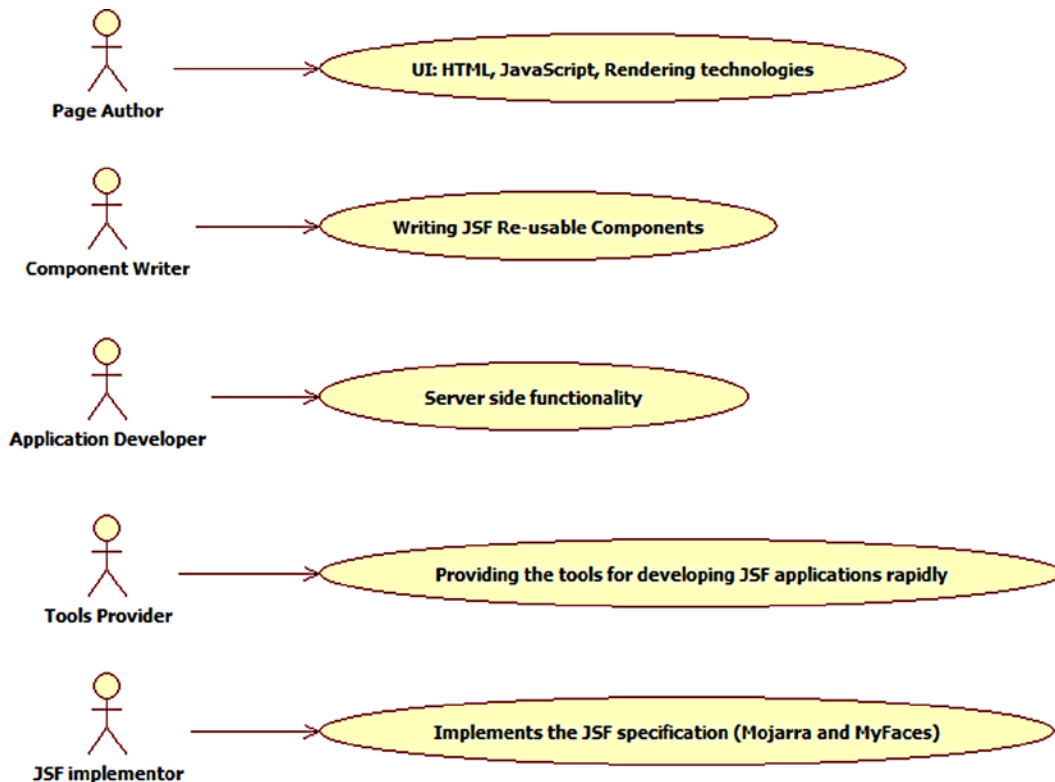 UI: HTML, JavaScript, Rendering technologies
Page Author
Writing JSF Re-usable Components
Component Writer
Server side functionality
Application Developer
Providing the tools for developing JSF applications rapidly
Tools Provider
Implements the JSF specification (Mojarra and MyFaces)
JSF implementor